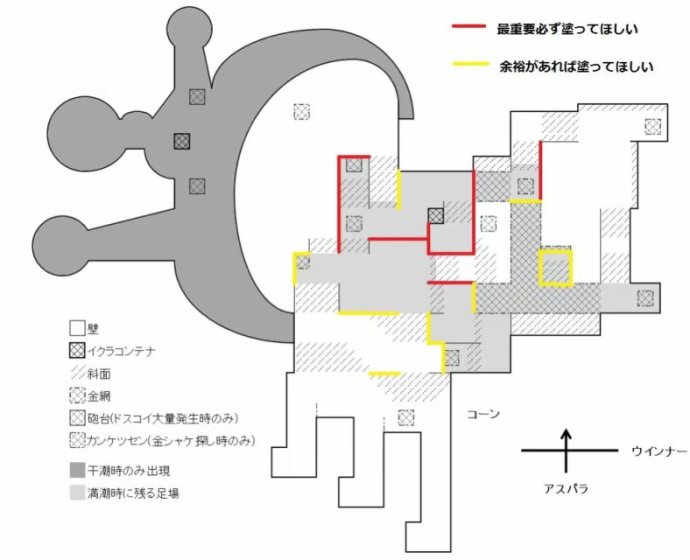 最重要必ず塗ってほしい
余裕があれば塗ってほしい
壁
イクラコンテナ
斜面
金網
砲台(ドスコイ大量発生時のみ)
カンケツセン(金シャケ探し時のみ)
干潮時のみ出現
満潮時に残る足場
コーン
ウインナー
アスパラ